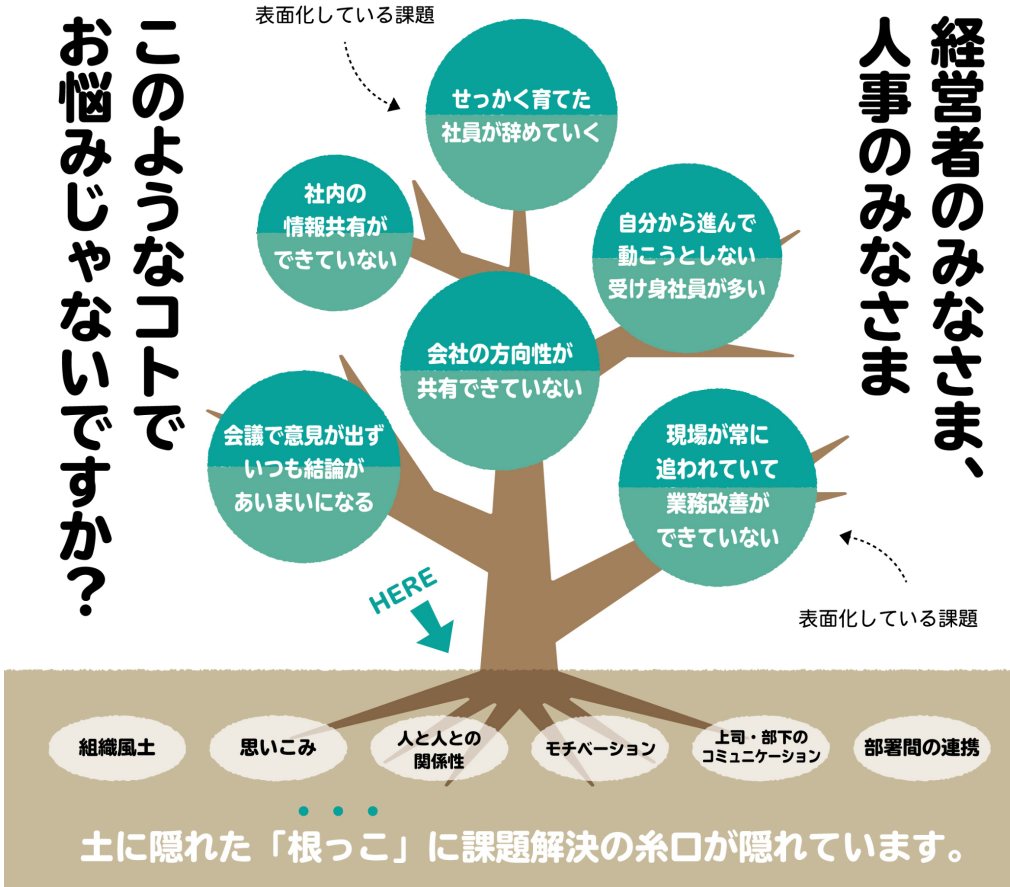 経営者のみなさま、
人事のみなさま
このようなコトで
お悩みじゃないですか？
表面化している課題
せっかく育てた
社員が辞めていく
社内の
情報共有が
できていない
自分から進んで
動こうとしない
受け身社員が多い
会社の方向性が
共有できていない
会議で意見が出ず
いつも結論が
あいまいになる
現場が常に
追われていて
業務改善が
できていない
HERE
表面化している課題
組織風土
思いこみ
人と人との
関係性
モチベーション
上司・部下の
コミュニケーション
部署間の連携
土に隠れた「根っこ」に課題解決の糸口が隠れています。